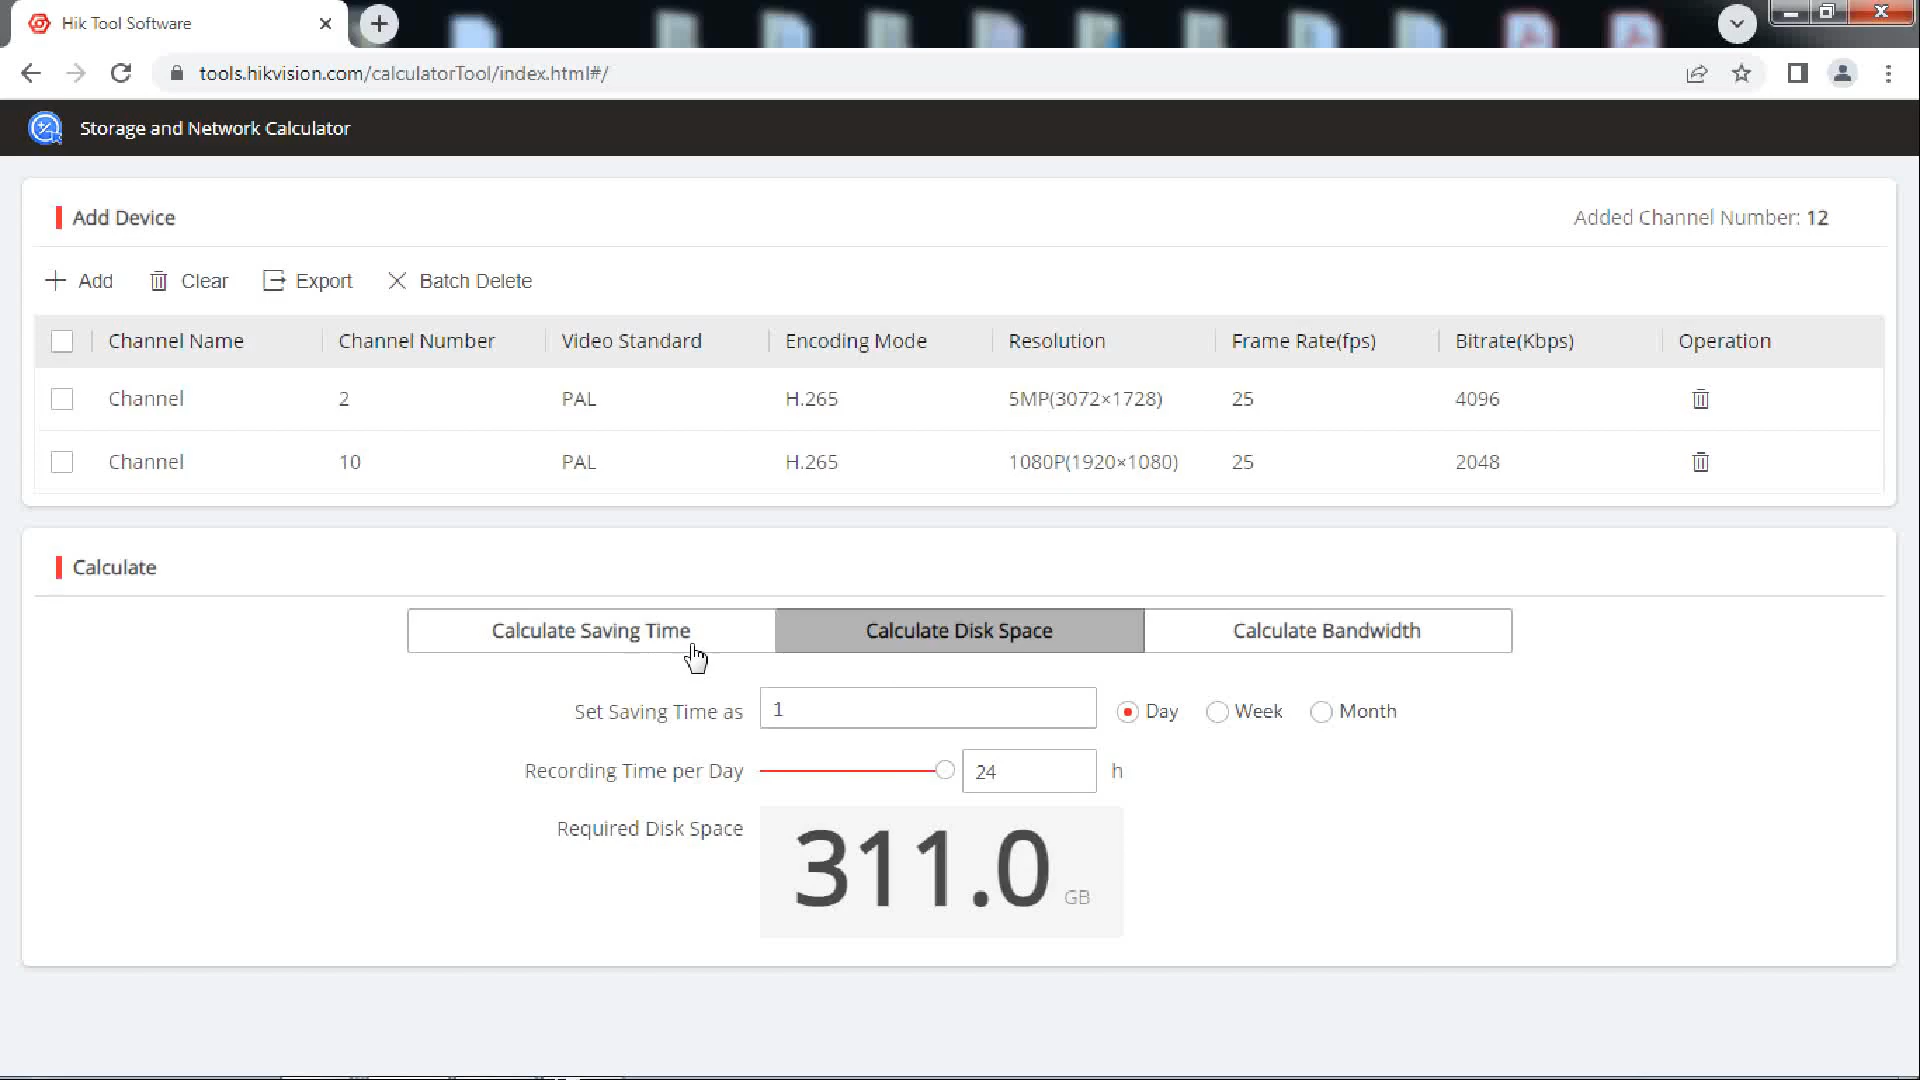 Hik Tool Software
tools.hikvision.com/calculatorTool/index.html#/
Storage and Network Calculator
Add Device
Added Channel Number: 12
Add Clear Export Batch Delete
Channel Name Channel Number Video Standard Encoding Mode Resolution Frame Rate(fps) Bitrate(Kbps) Operation
Channel 2 PAL H.265 5MP(3072×1728) 25 4096
Channel 10 PAL H.265 1080P(1920×1080) 25 2048
Calculate
Calculate Saving Time Calculate Disk Space Calculate Bandwidth
Set Saving Time as 1 Day Week Month
Recording Time per Day 24 h
Required Disk Space 311.0 GB